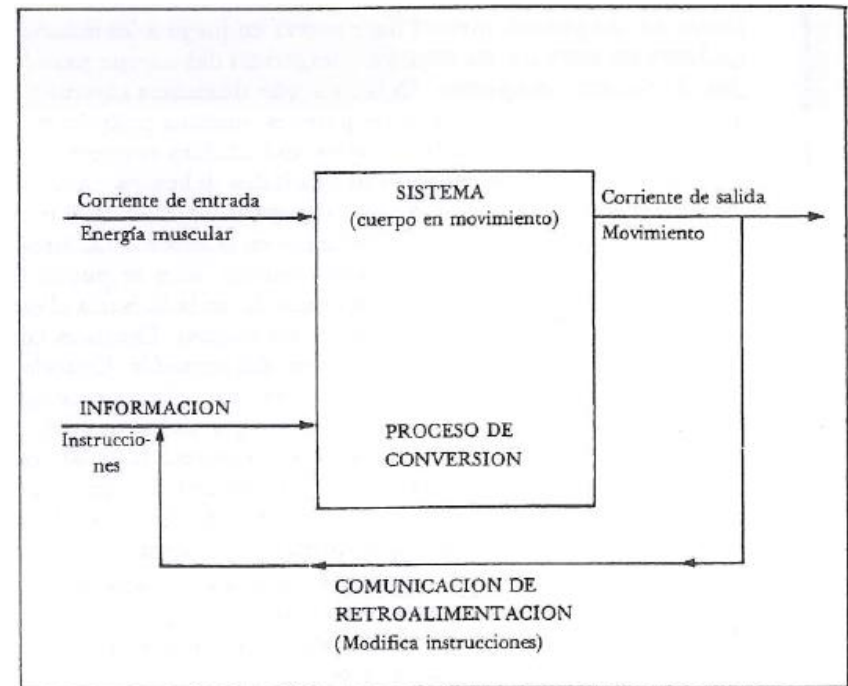 SISTEMA
(cuerpo en movimiento)
Corriente de entrada
Energía muscular
Corriente de salida
Movimiento
INFORMACION
Instruccio-
nes
PROCESO DE
CONVERSION
COMUNICACION DE
RETROALIMENTACION
(Modifica instrucciones)